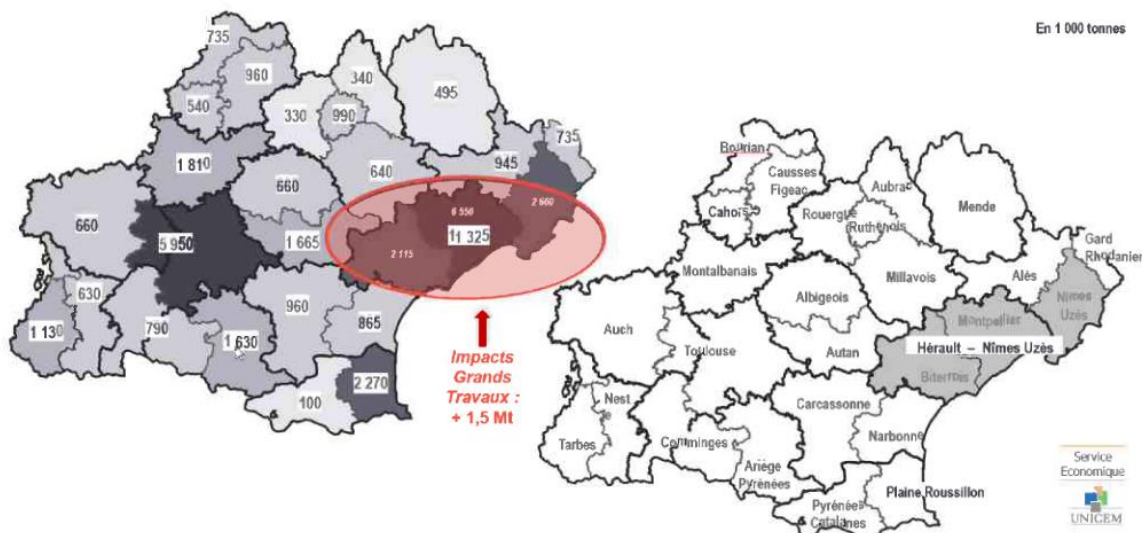 En 1 000 tonnes
735
960
540
340
330
990
495
735
945
640
1 810
660
660
5 950
1 665
6 556
2 660
11 325
2 115
630
1 130
790
1 630
960
865
100
2 270
Impacts
Grands
Travaux :
+ 1,5 Mt
Bourian
Causses
Figeac
Cahors
Aubrac
Rouergue
Ruthénois
Mende
Gard
Rhodanien
Montalbanais
Millavois
Alès
Nîmes
Uzés
Albigeois
Montpellier
Auch
Toulouse
Autan
Hérault – Nîmes Uzès
Biterrois
Carcassonne
Nest
e
Tarbes
Comminges
Ariège
Pyrénées
Narbonne
Plaine Roussillon
Pyrénées
Catalanes
Service
Economique
UNICEM